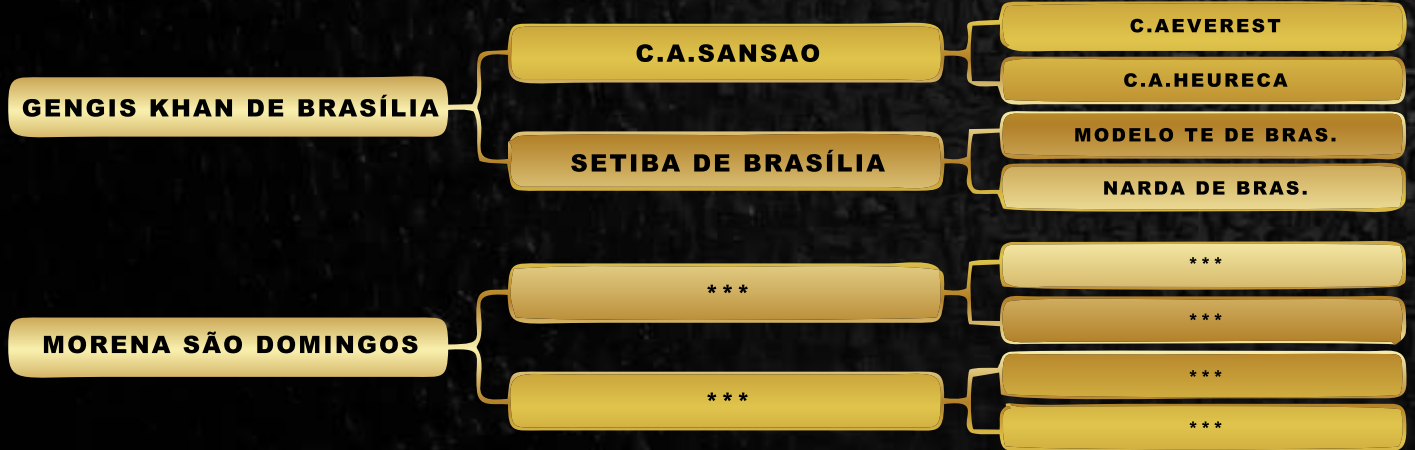 C.AEVEREST
C.A.SANSAO
C.A.HEURECA
GENGIS KHAN DE BRASÍLIA
MODELO TE DE BRAS.
SETIBA DE BRASÍLIA
NARDA DE BRAS.
***
***
***
MORENA SÃO DOMINGOS
***
***
***